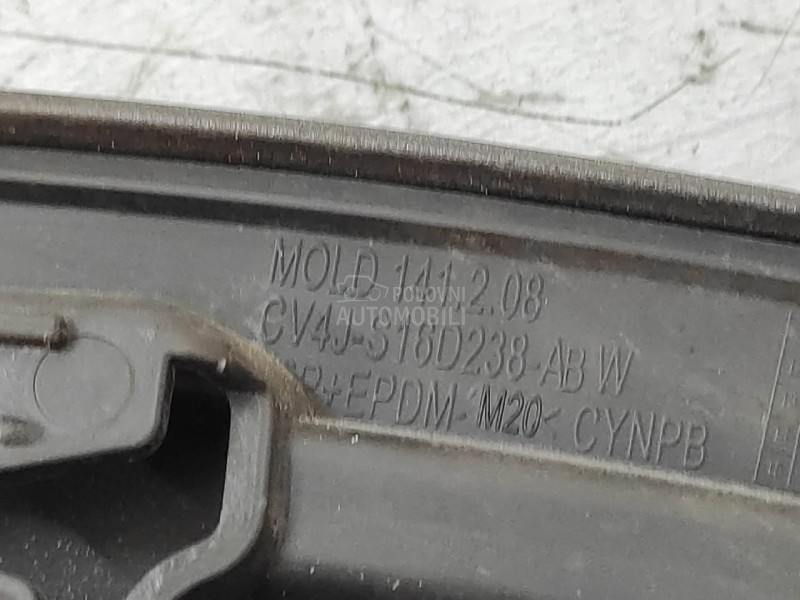 MOLD 141.2.08
POLOVNI
AUTOMOBILI
CV4J-S16D238-AB W
+EPDM-M20< CYNPB